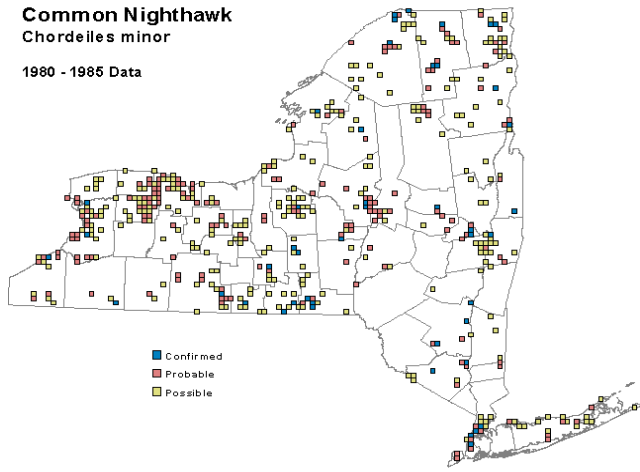 Common Nighthawk
Chordeiles minor
1980 - 1985 Data
Confirmed
Probable
Possible